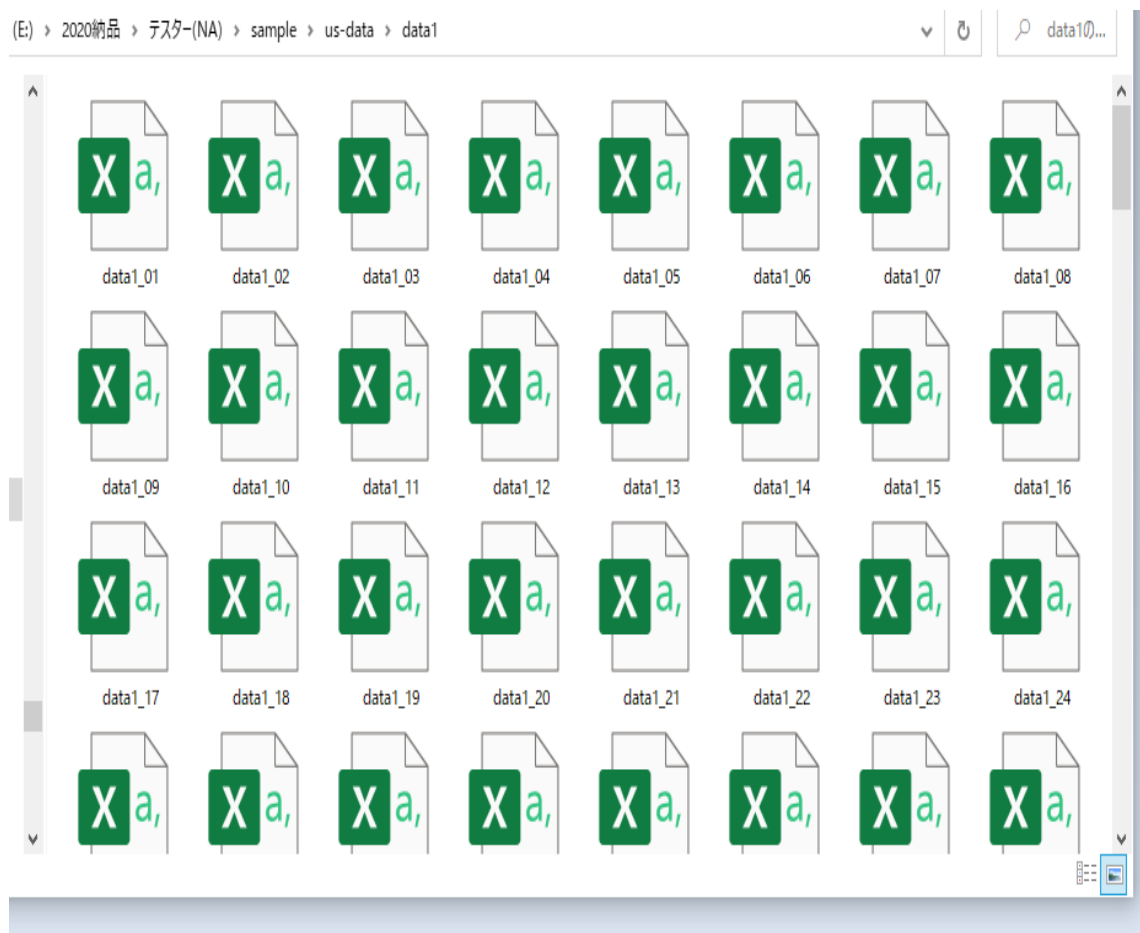 (E:) › 2020納品 › テスター(NA) › sample › us-data › data1
data1の...
X a, X a, X a, X a, X a, X a, X a, X a,
data1_01 data1_02 data1_03 data1_04 data1_05 data1_06 data1_07 data1_08
X a, X a, X a, X a, X a, X a, X a, X a,
data1_09 data1_10 data1_11 data1_12 data1_13 data1_14 data1_15 data1_16
X a, X a, X a, X a, X a, X a, X a, X a,
data1_17 data1_18 data1_19 data1_20 data1_21 data1_22 data1_23 data1_24
X a, X a, X a, X a, X a, X a, X a, X a,